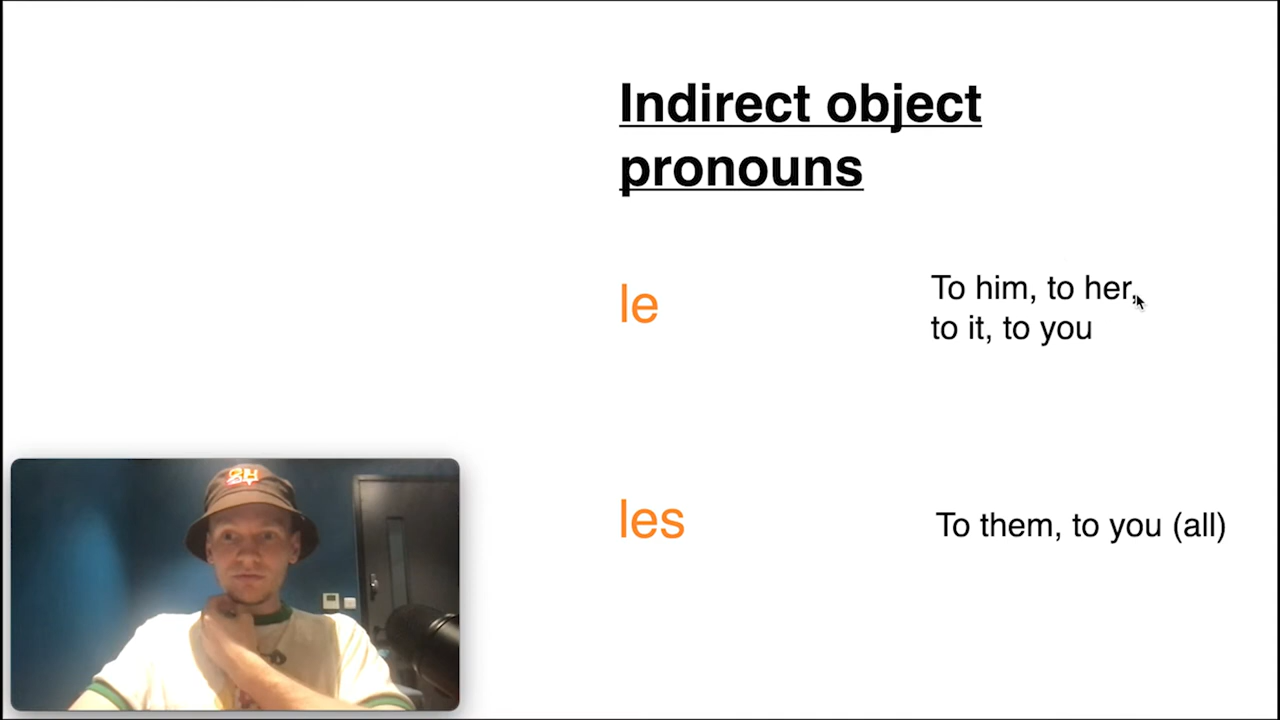 Indirect object
pronouns
le
To him, to her,
to it, to you
les
To them, to you (all)